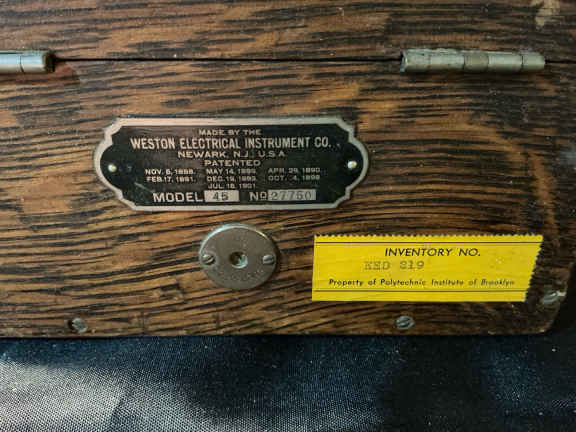 MADE BY THE
WESTON ELECTRICAL INSTRUMENT CO.
NEWARK, N.J., U.S.A.
PATENTED
NOV. 6, 1888. MAY 14, 1889. APR. 29, 1890.
FEB. 17, 1891. DEC. 19, 1893. OCT. 4, 1898.
JUL. 16, 1901.
MODEL 45 No 27750
INVENTORY NO.
EED 219
Property of Polytechnic Institute of Brooklyn